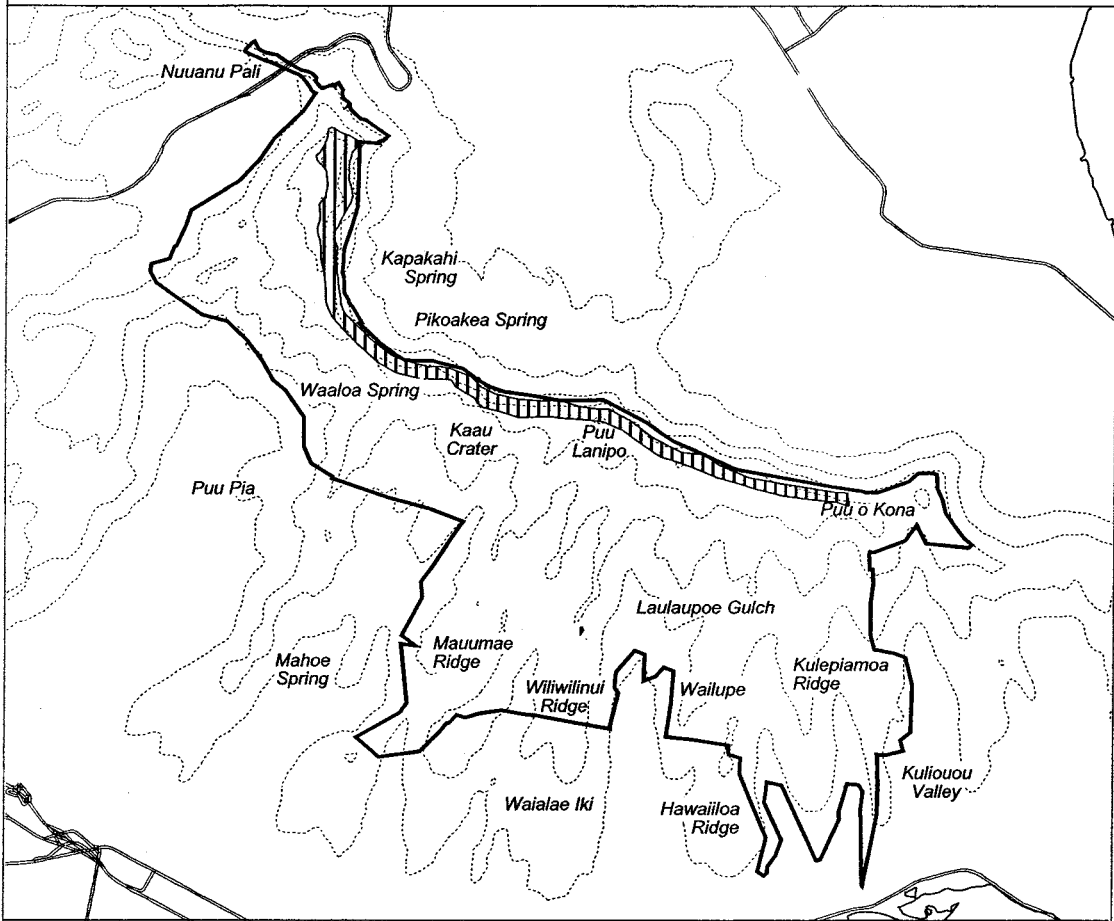 Nuuanu Pali
Kapakahi
Spring
Pikoakea Spring
Waaloa Spring
Kaau
Crater
Puu
Lanipo
Puu Pia
Puu o Kona
Laulaupoe Gulch
Mauumae
Ridge
Mahoe
Spring
Kulepiamoa
Ridge
Wiliwilinui
Ridge
Wailupe
Kuliouou
Valley
Waialae Iki
Hawaiiloa
Ridge